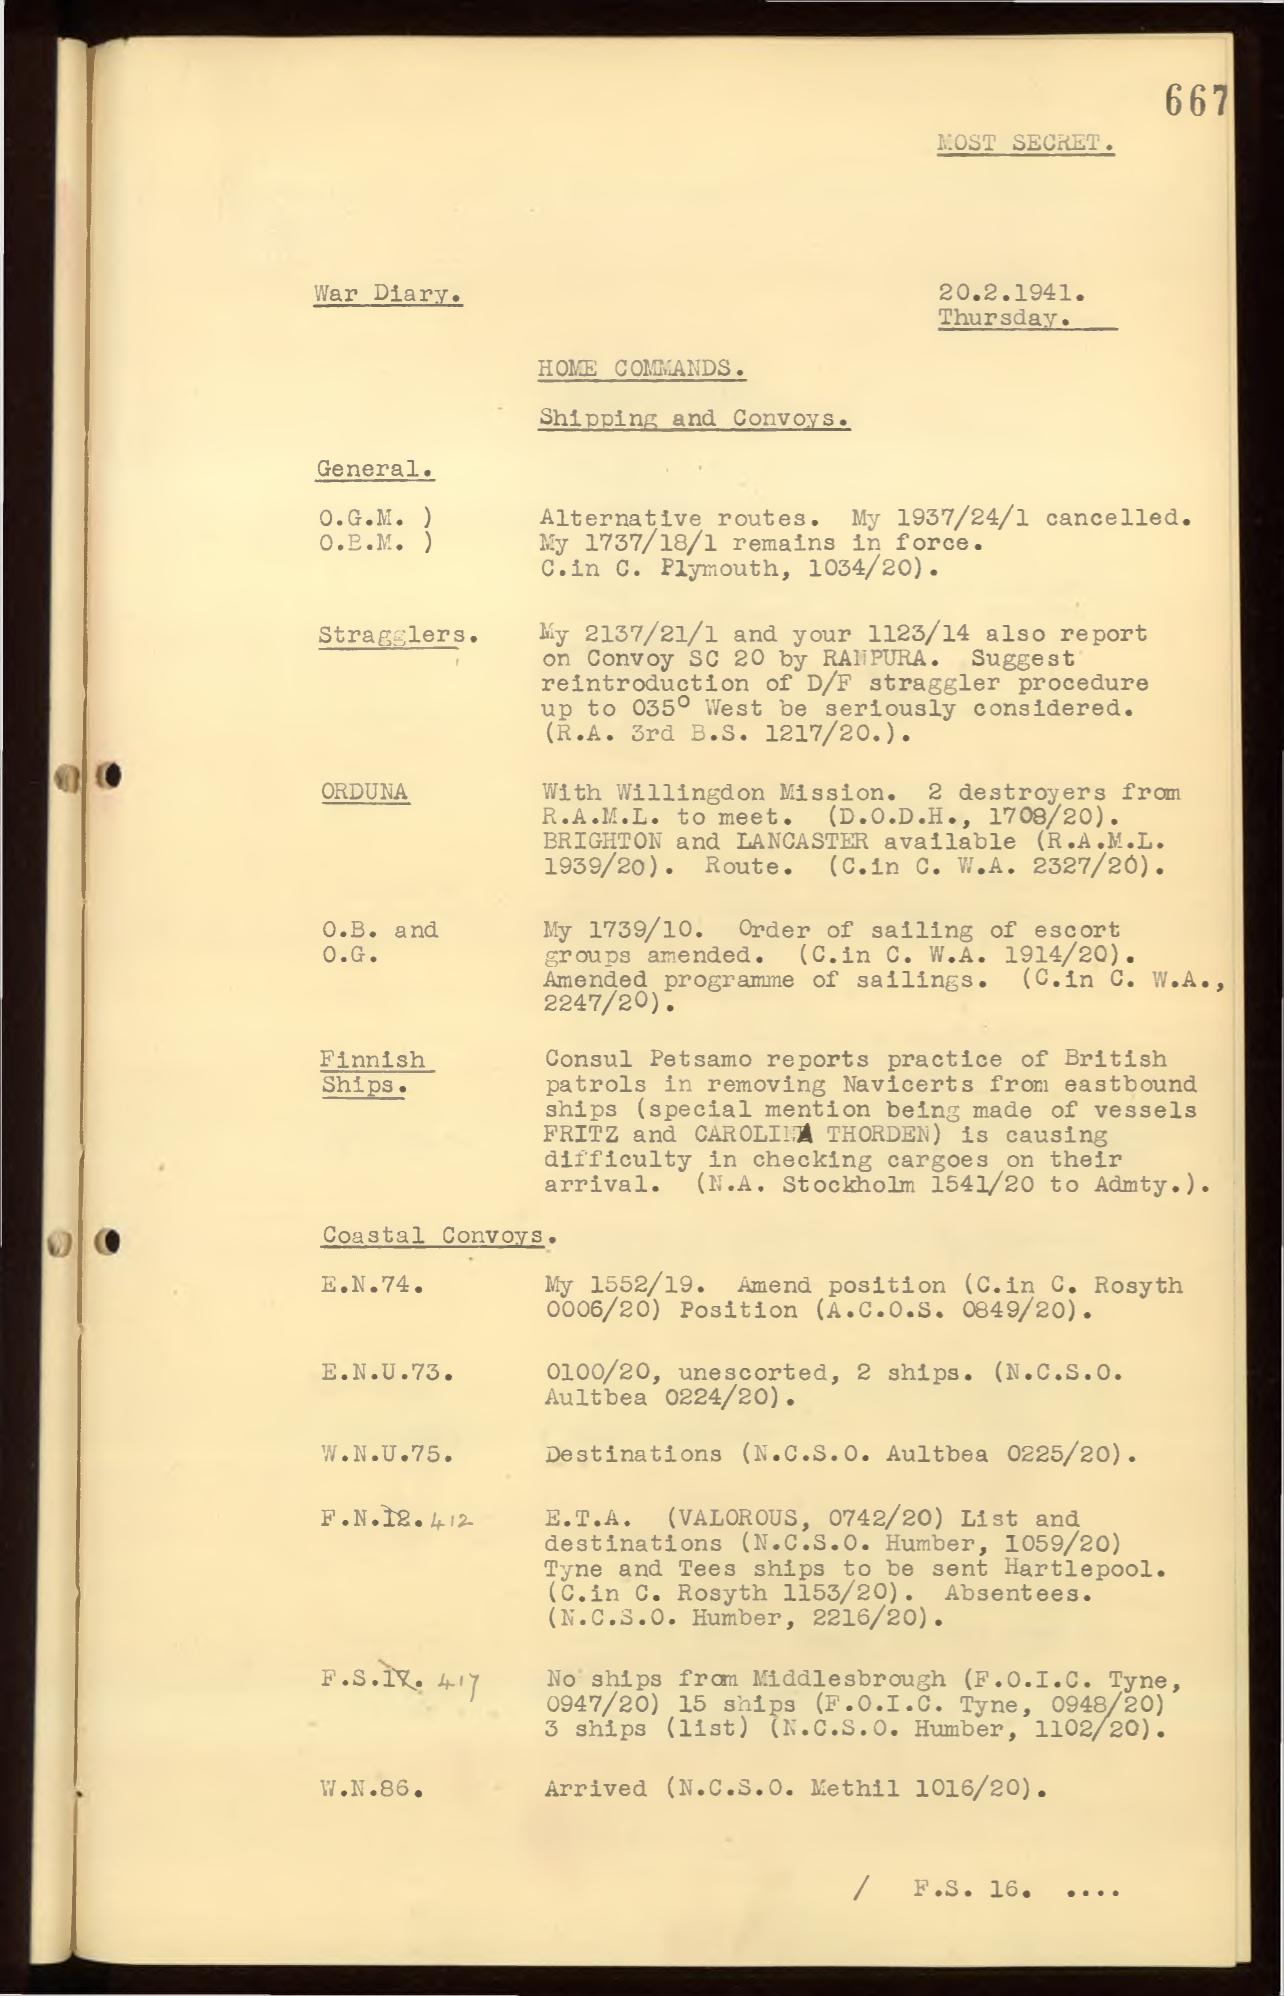 667
MOST SECRET.
War Diary.
20.2.1941.
Thursday.
HOME COMMANDS.
Shipping and Convoys.
General.
O.G.M. ) Alternative routes. My 1937/24/1 cancelled.
O.B.M. ) My 1737/18/1 remains in force.
C.in C. Plymouth, 1034/20).
Stragglers. My 2137/21/1 and your 1123/14 also report
on Convoy SC 20 by RANPURA. Suggest
reintroduction of D/F straggler procedure
up to 035° West be seriously considered.
(R.A. 3rd B.S. 1217/20.).
ORDUNA With Willingdon Mission. 2 destroyers from
R.A.M.L. to meet. (D.O.D.H., 1708/20).
BRIGHTON and LANCASTER available (R.A.M.L.
1939/20). Route. (C.in C. W.A. 2327/20).
O.B. and My 1739/10. Order of sailing of escort
O.G. groups amended. (C.in C. W.A. 1914/20).
Amended programme of sailings. (C.in C. W.A.,
2247/20).
Finnish Consul Petsamo reports practice of British
Ships. patrols in removing Navicerts from eastbound
ships (special mention being made of vessels
FRITZ and CAROLINA THORDEN) is causing
difficulty in checking cargoes on their
arrival. (N.A. Stockholm 1541/20 to Admty.).
Coastal Convoys.
E.N.74. My 1552/19. Amend position (C.in C. Rosyth
0006/20) Position (A.C.O.S. 0849/20).
E.N.U.73. 0100/20, unescorted, 2 ships. (N.C.S.O.
Aultbea 0224/20).
W.N.U.75. Destinations (N.C.S.O. Aultbea 0225/20).
F.N.12. 412 E.T.A. (VALOROUS, 0742/20) List and
destinations (N.C.S.O. Humber, 1059/20)
Tyne and Tees ships to be sent Hartlepool.
(C.in C. Rosyth 1153/20). Absentees.
(N.C.S.O. Humber, 2216/20).
F.S.17. 417 No ships from Middlesbrough (F.O.I.C. Tyne,
0947/20) 15 ships (F.O.I.C. Tyne, 0948/20)
3 ships (list) (N.C.S.O. Humber, 1102/20).
W.N.86. Arrived (N.C.S.O. Methil 1016/20).
/ F.S. 16. ....